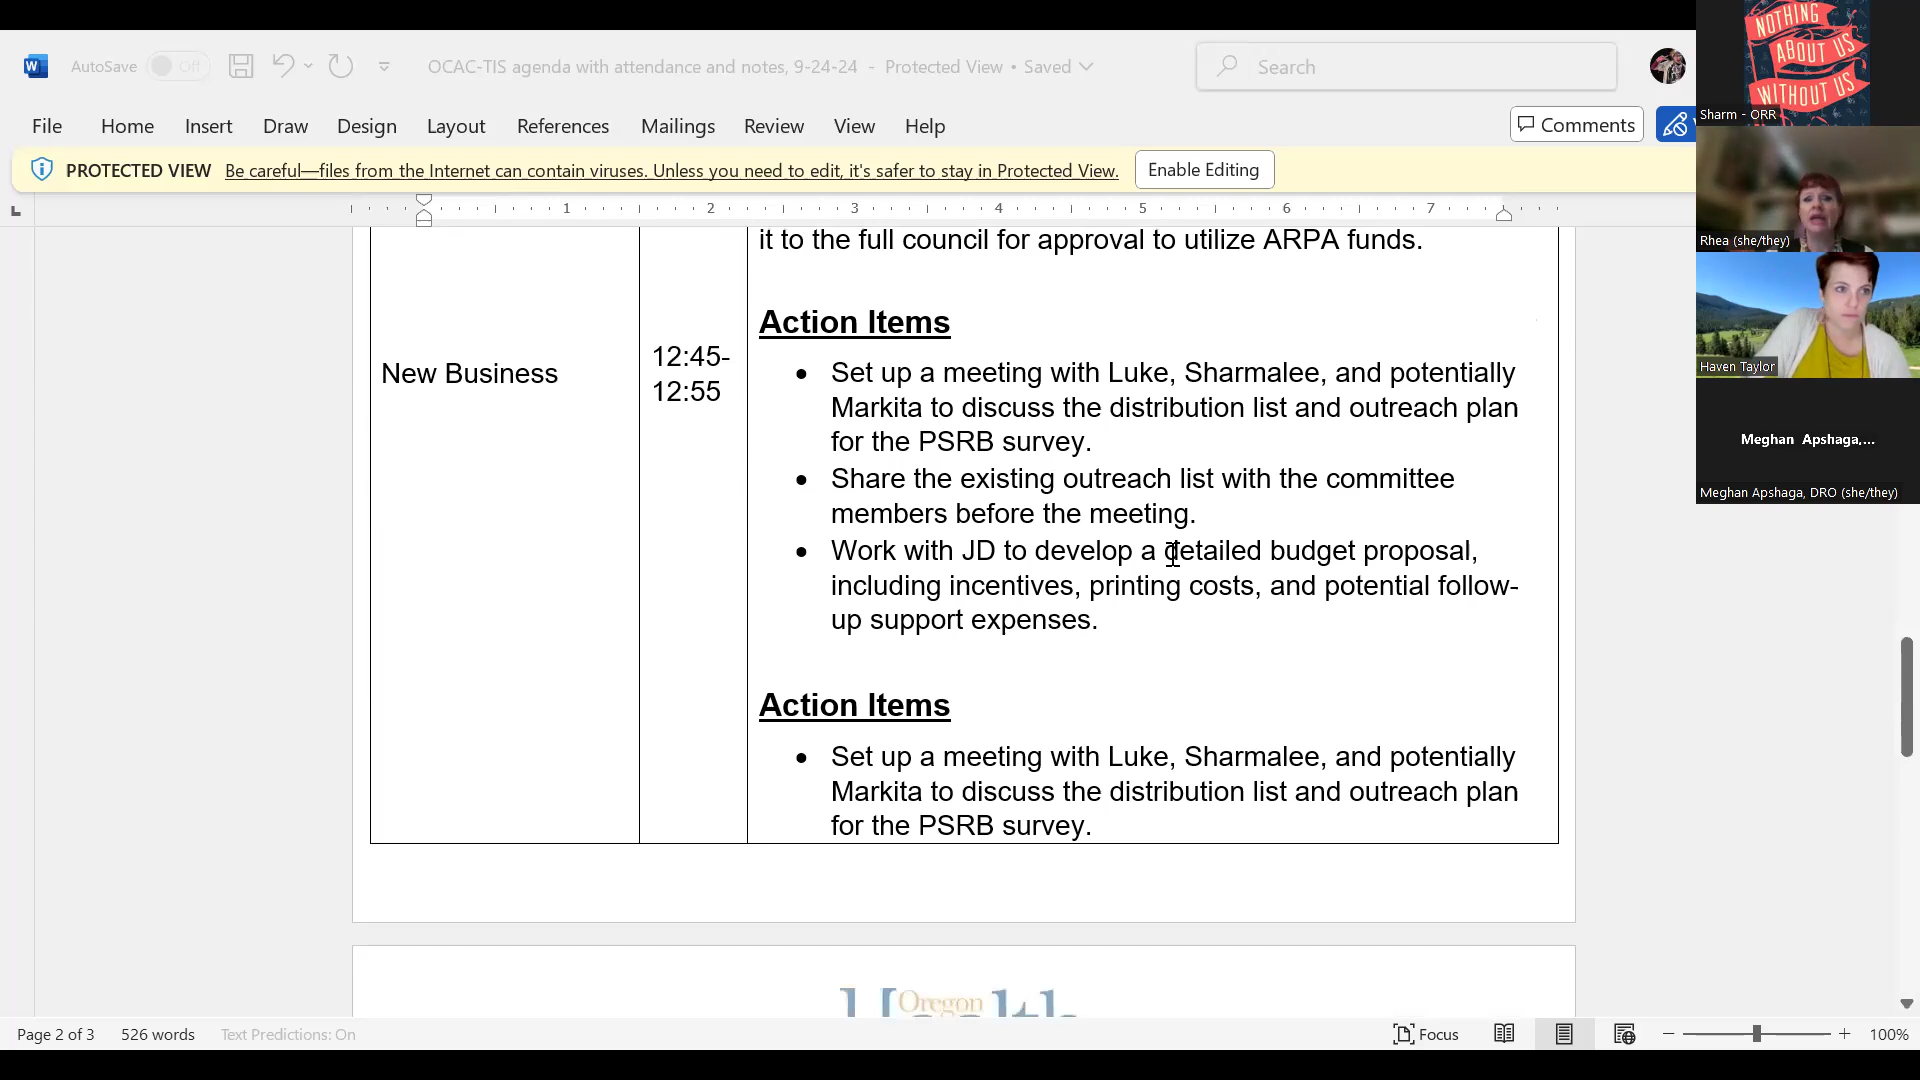 AutoSave Off
OCAC-TIS agenda with attendance and notes, 9-24-24 - Protected View • Saved
Search
File Home Insert Draw Design Layout References Mailings Review View Help
Comments
PROTECTED VIEW Be careful—files from the Internet can contain viruses. Unless you need to edit, it's safer to stay in Protected View. Enable Editing
1 2 3 4 5 6 7
it to the full council for approval to utilize ARPA funds.
New Business
12:45-
12:55
Action Items
• Set up a meeting with Luke, Sharmalee, and potentially
Markita to discuss the distribution list and outreach plan
for the PSRB survey.
• Share the existing outreach list with the committee
members before the meeting.
• Work with JD to develop a detailed budget proposal,
including incentives, printing costs, and potential follow-
up support expenses.
Action Items
• Set up a meeting with Luke, Sharmalee, and potentially
Markita to discuss the distribution list and outreach plan
for the PSRB survey.
Oregon
Page 2 of 3 526 words Text Predictions: On
Focus
100%
NOTHING
ABOUT US
WITHOUT US
Sharm - ORR
Rhea (she/they)
Haven Taylor
Meghan Apshaga,...
Meghan Apshaga, DRO (she/they)